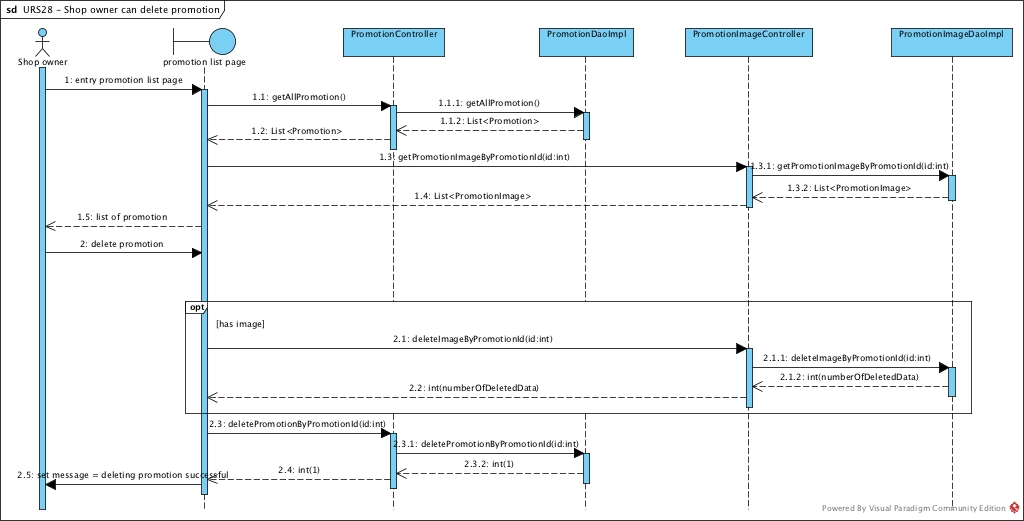 sd URS28 – Shop owner can delete promotion
Shop owner
promotion list page
PromotionController
PromotionDaoImpl
PromotionImageController
PromotionImageDaoImpl
1: entry promotion list page
1.1: getAllPromotion()
1.1.1: getAllPromotion()
1.1.2: List<Promotion>
1.2: List<Promotion>
1.3: getPromotionImageByPromotionId(id:int)
1.3.1: getPromotionImageByPromotionId(id:int)
1.3.2: List<PromotionImage>
1.4: List<PromotionImage>
1.5: list of promotion
2: delete promotion
opt
[has image]
2.1: deleteImageByPromotionId(id:int)
2.1.1: deleteImageByPromotionId(id:int)
2.1.2: int(numberOfDeletedData)
2.2: int(numberOfDeletedData)
2.3: deletePromotionByPromotionId(id:int)
2.3.1: deletePromotionByPromotionId(id:int)
2.3.2: int(1)
2.4: int(1)
2.5: set message = deleting promotion successful
Powered By Visual Paradigm Community Edition